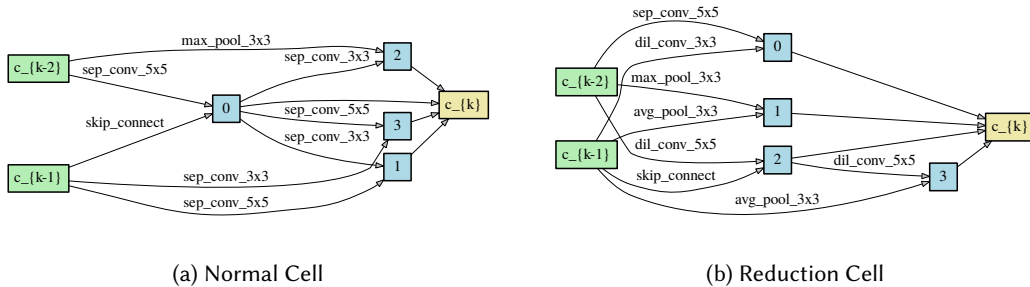 max_pool_3x3
c_{k-2}
sep_conv_5x5
sep_conv_3x3
2
0
c_{k}
skip_connect
sep_conv_5x5
3
sep_conv_3x3
1
c_{k-1}
sep_conv_3x3
sep_conv_5x5
(a) Normal Cell
sep_conv_5x5
dil_conv_3x3
0
c_{k-2}
max_pool_3x3
avg_pool_3x3
1
c_{k}
c_{k-1}
dil_conv_5x5
2
dil_conv_5x5
skip_connect
3
avg_pool_3x3
(b) Reduction Cell